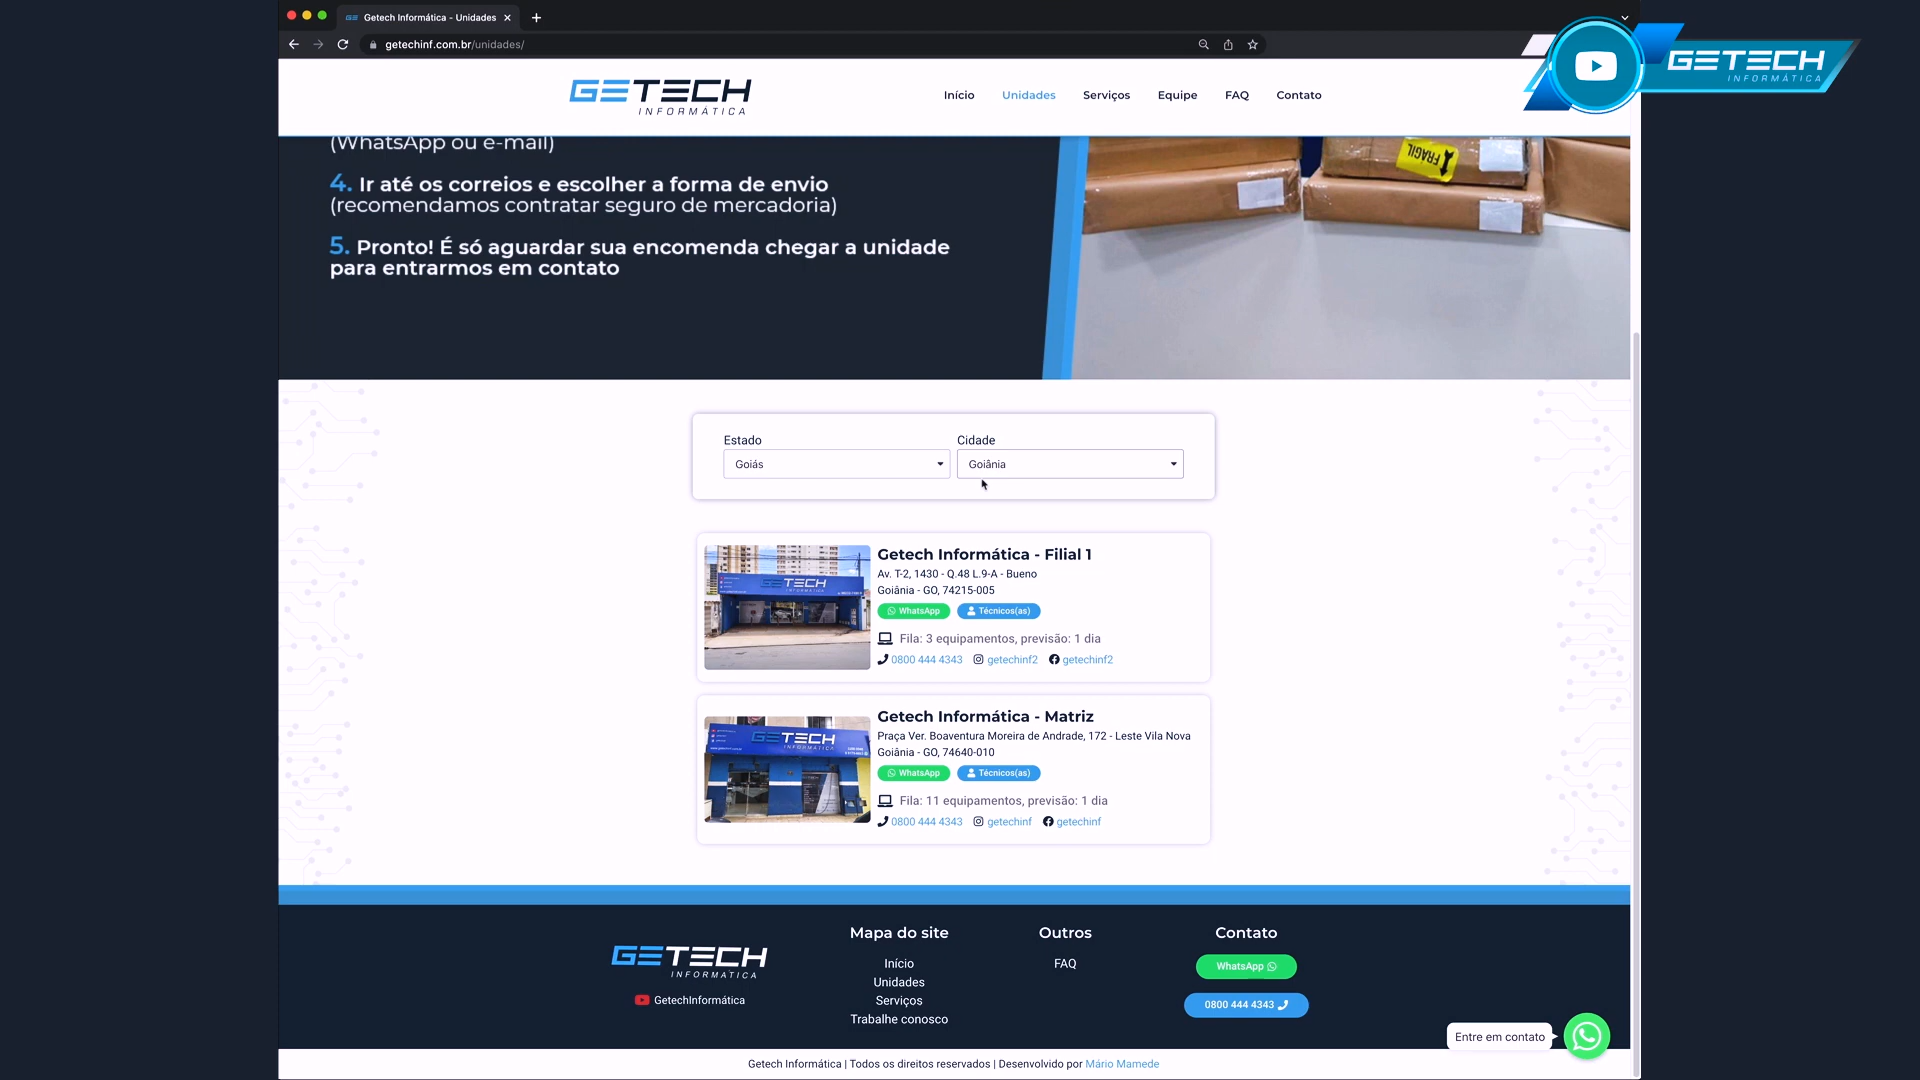 Getech Informática - Unidades
getechinf.com.br/unidades/
GETECH
INFORMÁTICA
GETECH
INFORMÁTICA
Início
Unidades
Serviços
Equipe
FAQ
Contato
(WhatsApp ou e-mail)
4. Ir até os correios e escolher a forma de envio
(recomendamos contratar seguro de mercadoria)
5. Pronto! É só aguardar sua encomenda chegar a unidade
para entrarmos em contato
FRÁGIL
Estado
Cidade
Goiás
Goiânia
GETECH
INFORMÁTICA
Getech Informática - Filial 1
Av. T-2, 1430 - Q.48 L.9-A - Bueno
Goiânia - GO, 74215-005
WhatsApp
Técnicos(as)
Fila: 3 equipamentos, previsão: 1 dia
0800 444 4343
getechinf2
getechinf2
GETECH
INFORMÁTICA
Getech Informática - Matriz
Praça Ver. Boaventura Moreira de Andrade, 172 - Leste Vila Nova
Goiânia - GO, 74640-010
WhatsApp
Técnicos(as)
Fila: 11 equipamentos, previsão: 1 dia
0800 444 4343
getechinf
getechinf
GETECH
INFORMÁTICA
GetechInformática
Mapa do site
Início
Unidades
Serviços
Trabalhe conosco
Outros
FAQ
Contato
WhatsApp
0800 444 4343
Entre em contato
Getech Informática | Todos os direitos reservados | Desenvolvido por Mário Mamede